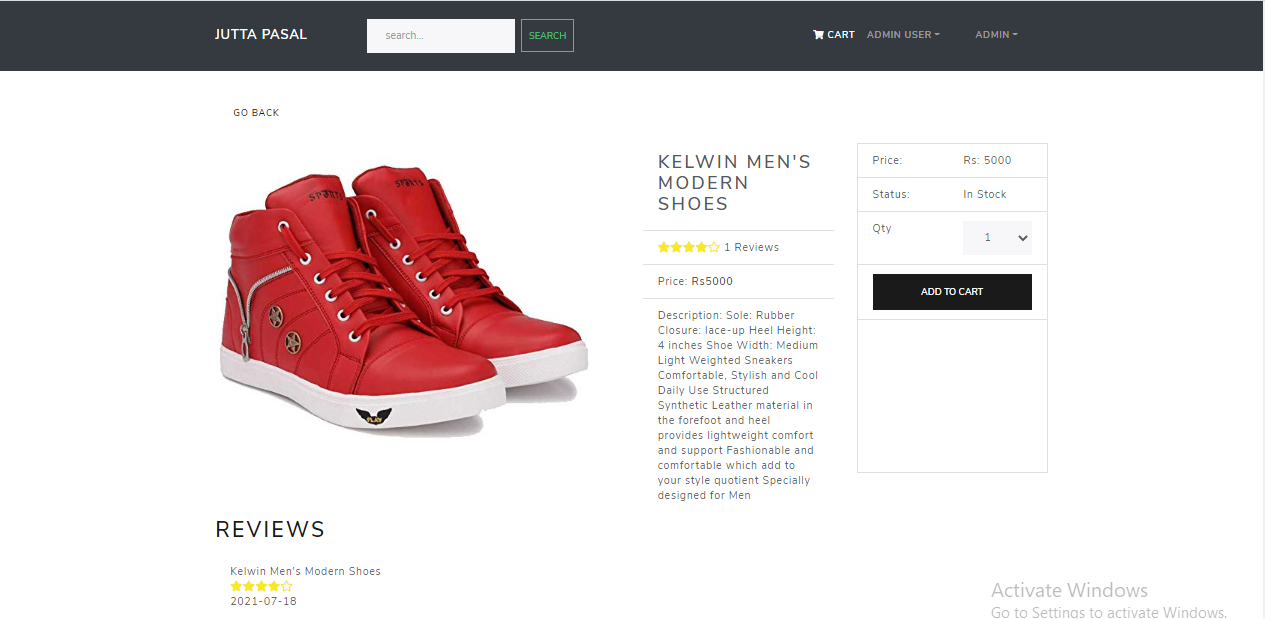 JUTTA PASAL
search...
SEARCH
CART
ADMIN USER
ADMIN
GO BACK
SPORTS
SPORTS
PLAY
KELWIN MEN'S
MODERN
SHOES
1 Reviews
Price: Rs5000
Description: Sole: Rubber
Closure: lace-up Heel Height:
4 inches Shoe Width: Medium
Light Weighted Sneakers
Comfortable, Stylish and Cool
Daily Use Structured
Synthetic Leather material in
the forefoot and heel
provides lightweight comfort
and support Fashionable and
comfortable which add to
your style quotient Specially
designed for Men
Price: Rs: 5000
Status: In Stock
Qty 1
ADD TO CART
REVIEWS
Kelwin Men's Modern Shoes
2021-07-18
Activate Windows
Go to Settings to activate Windows.